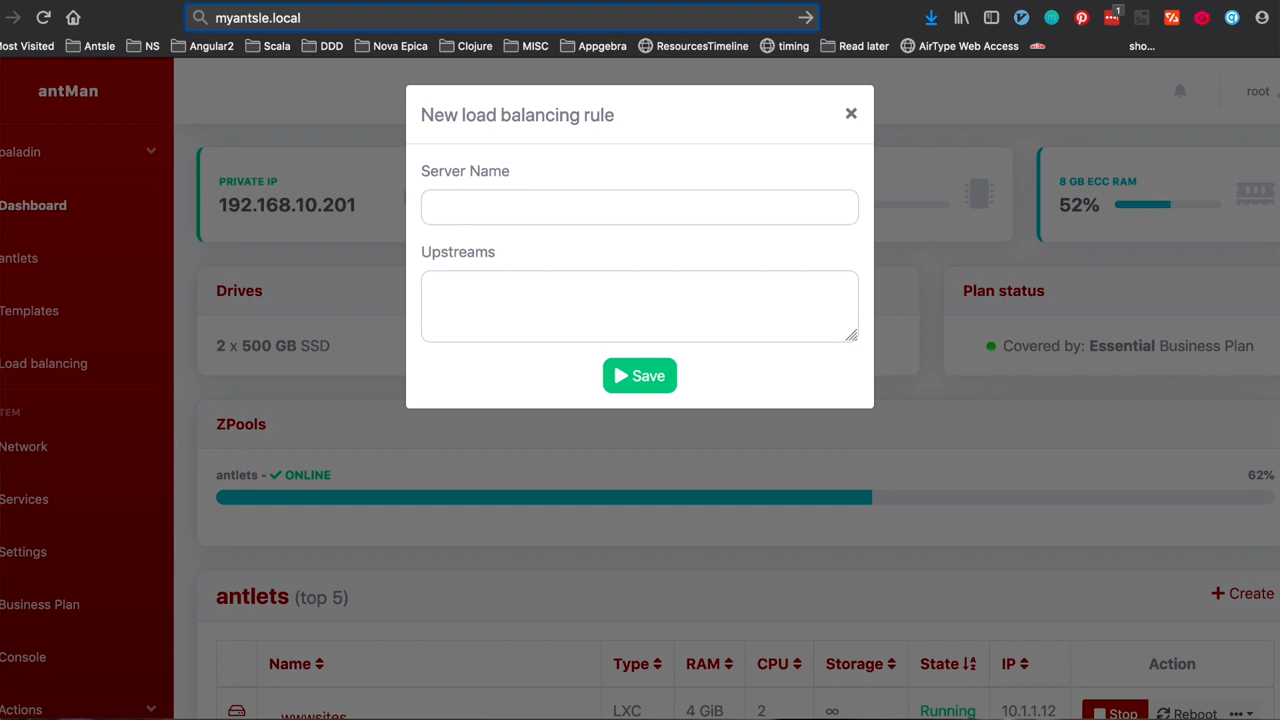 myantsle.local
1
Most Visited Antsle NS Angular2 Scala DDD Nova Epica Clojure MISC Appgebra ResourcesTimeline timing Read later AirType Web Access sho...
antMan
root
New load balancing rule
paladin
Server Name
PRIVATE IP
192.168.10.201
8 GB ECC RAM
52%
Dashboard
Upstreams
antlets
Drives
Plan status
Templates
2 x 500 GB SSD
Covered by: Essential Business Plan
Load balancing
Save
TEM
ZPools
Network
antlets - ONLINE
62%
Services
Settings
antlets (top 5)
Create
Business Plan
Console
Name Type RAM CPU Storage State IP Action
Actions
wwwsites LXC 4 GiB 2 ∞ Running 10.1.1.12 Stop Reboot